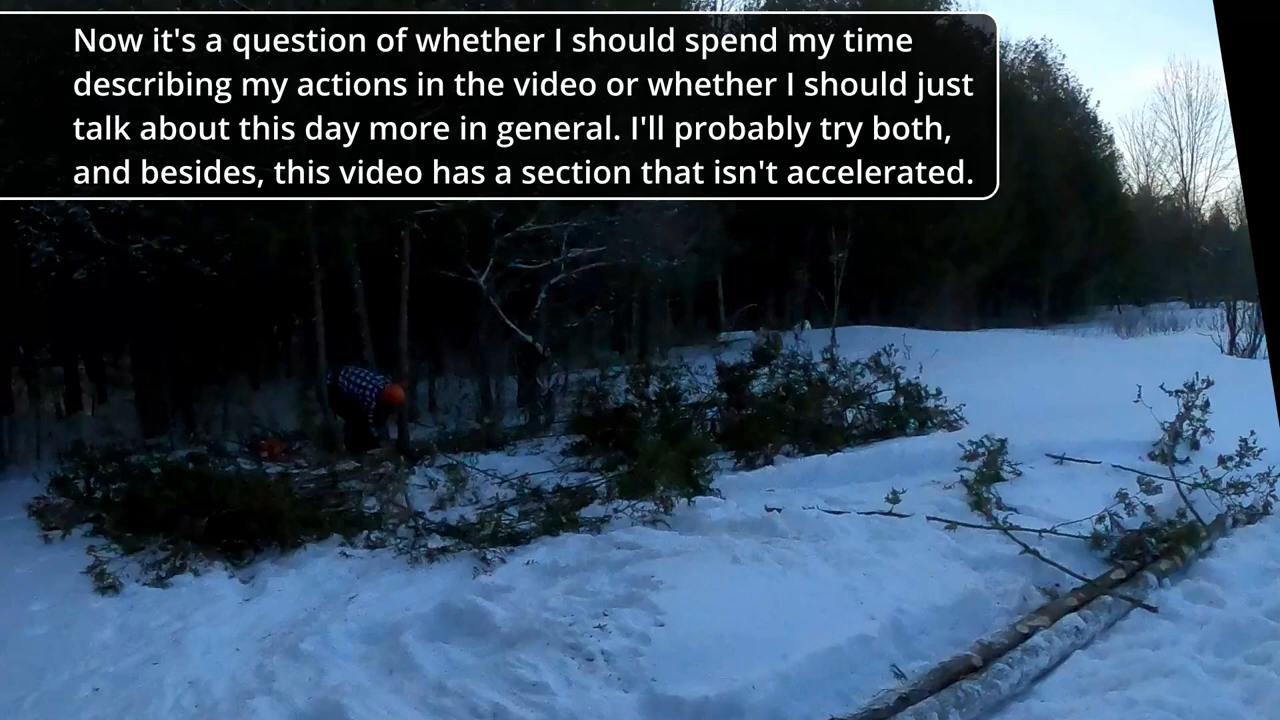 Now it's a question of whether I should spend my time
describing my actions in the video or whether I should just
talk about this day more in general. I'll probably try both,
and besides, this video has a section that isn't accelerated.